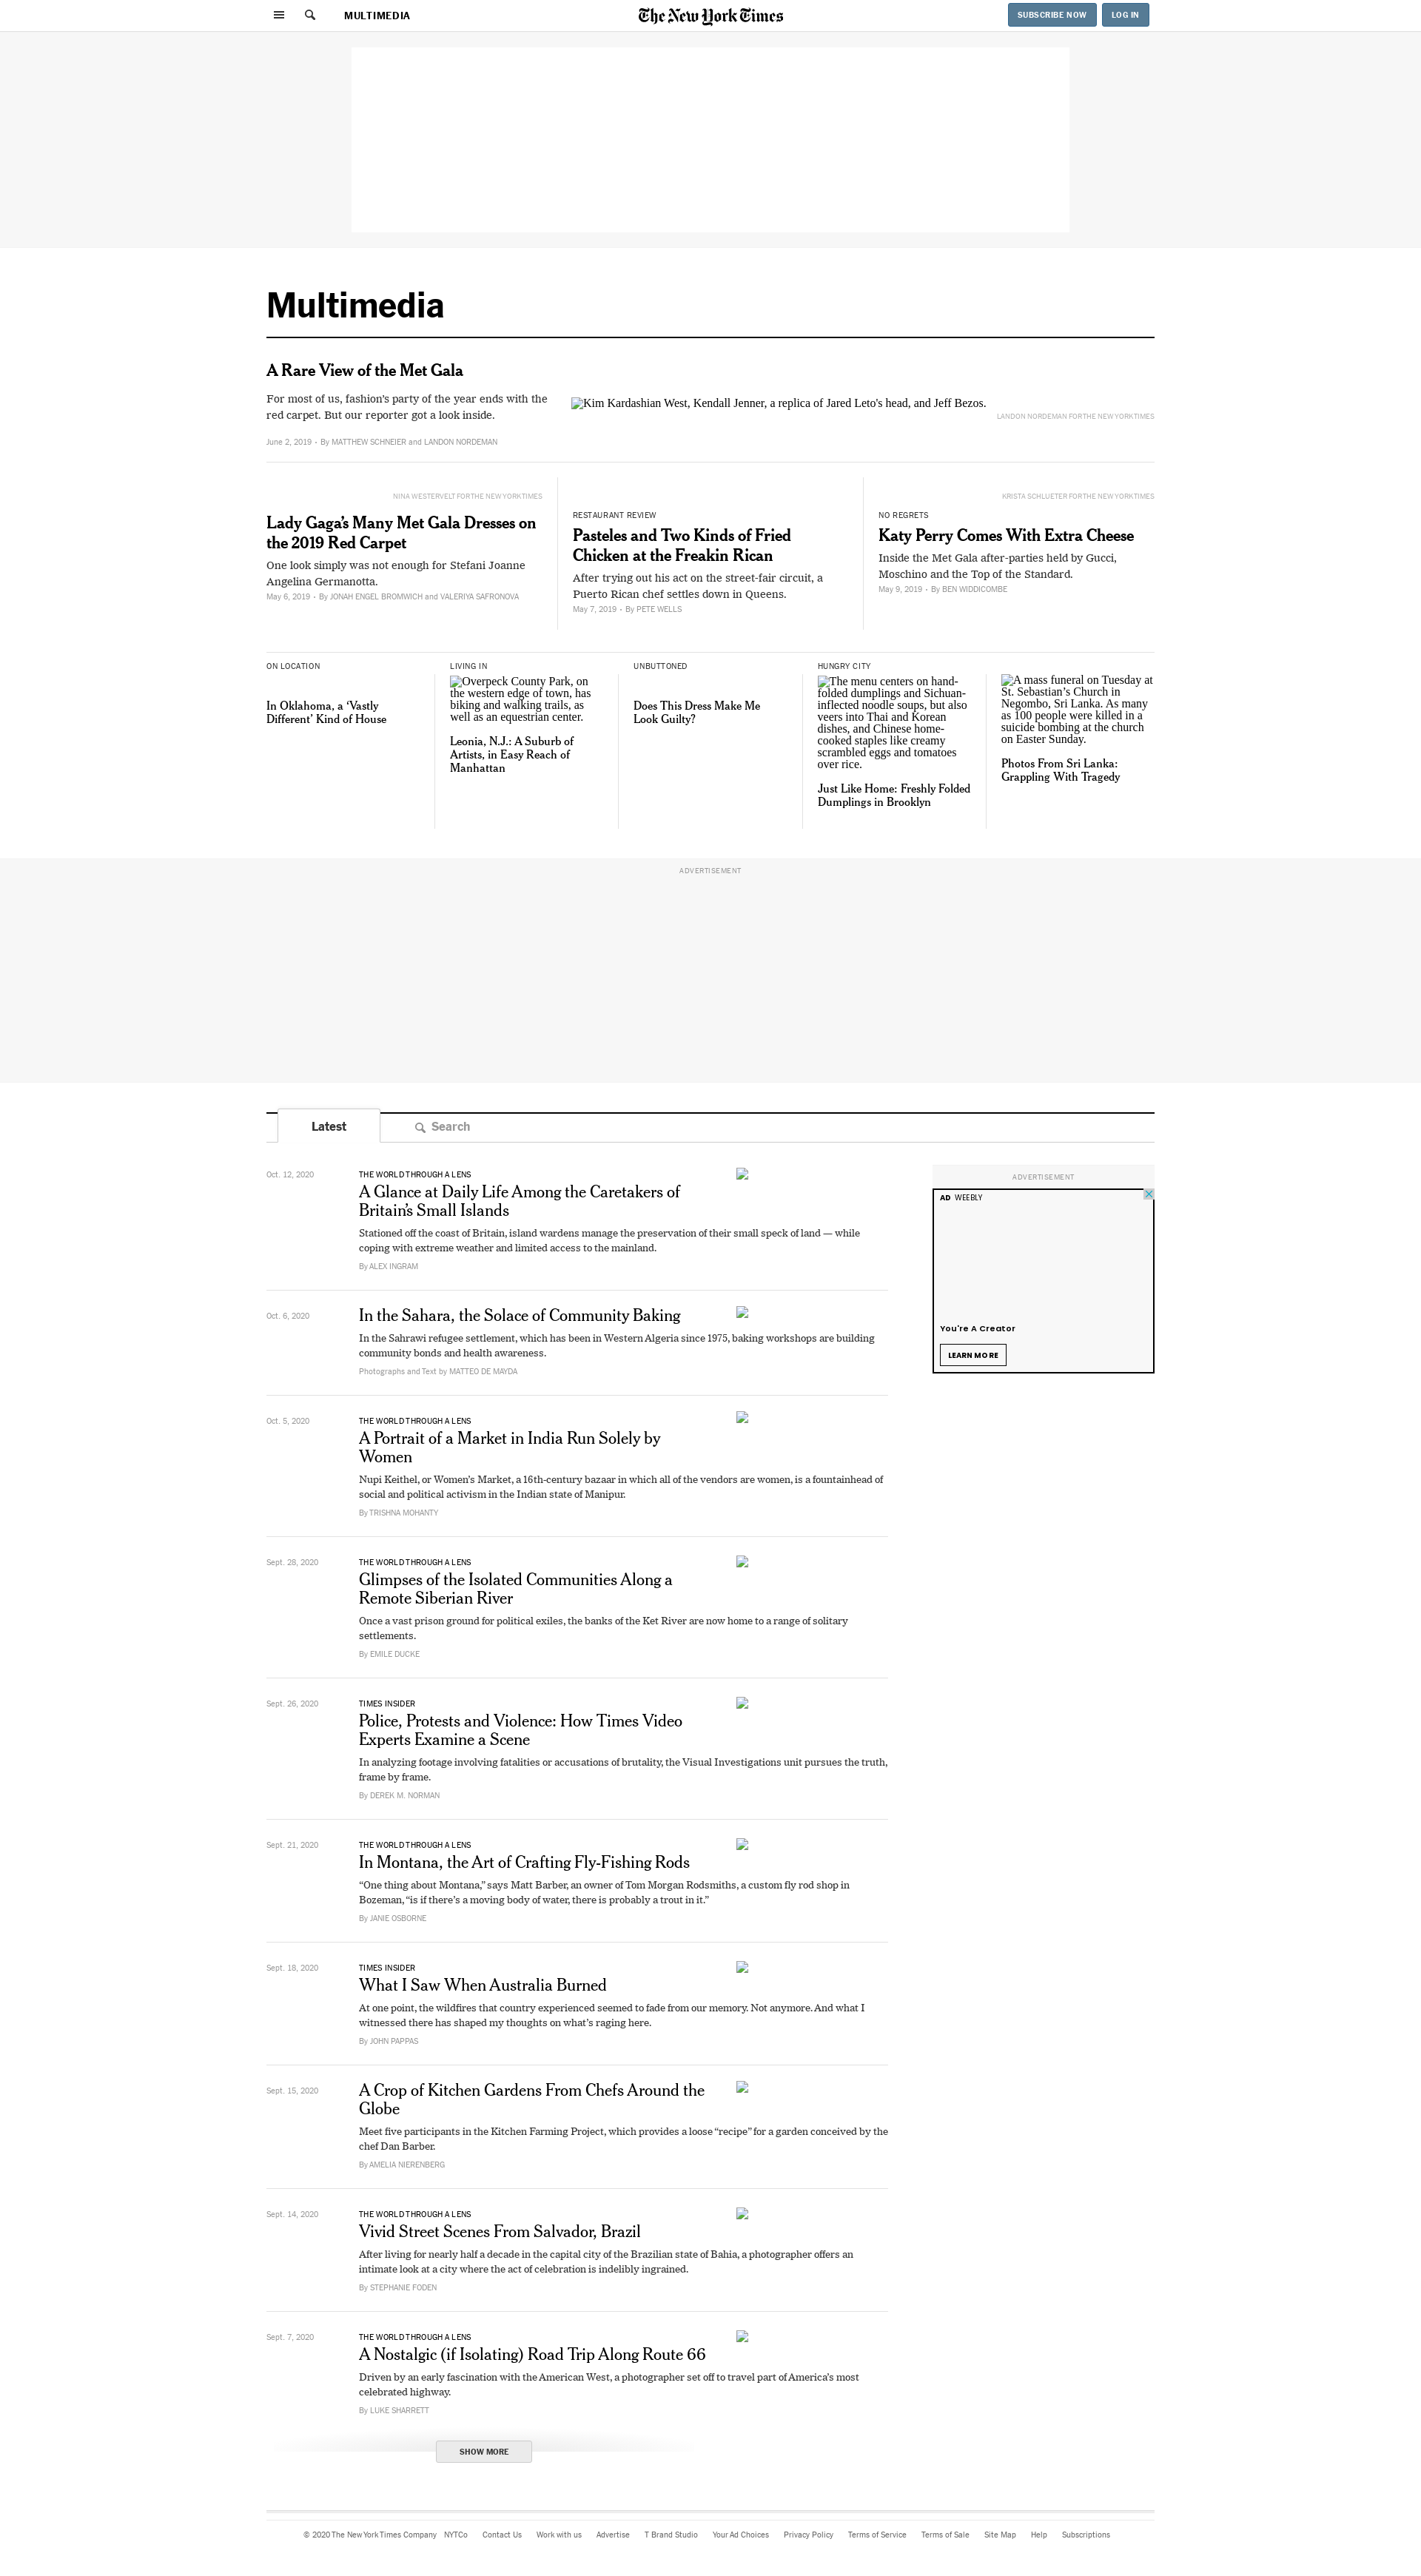 MULTIMEDIA
The New York Times
SUBSCRIBE NOW
LOG IN
Multimedia
A Rare View of the Met Gala
For most of us, fashion's party of the year ends with the
red carpet. But our reporter got a look inside.
June 2, 2019 - By MATTHEW SCHNEIER and LANDON NORDEMAN
Kim Kardashian West, Kendall Jenner, a replica of Jared Leto's head, and Jeff Bezos.
LANDON NORDEMAN FOR THE NEW YORK TIMES
NINA WESTERVELT FOR THE NEW YORK TIMES
Lady Gaga’s Many Met Gala Dresses on
the 2019 Red Carpet
One look simply was not enough for Stefani Joanne
Angelina Germanotta.
May 6, 2019 - By JONAH ENGEL BROMWICH and VALERIYA SAFRONOVA
RESTAURANT REVIEW
Pasteles and Two Kinds of Fried
Chicken at the Freakin Rican
After trying out his act on the street-fair circuit, a
Puerto Rican chef settles down in Queens.
May 7, 2019 - By PETE WELLS
KRISTA SCHLUETER FOR THE NEW YORK TIMES
NO REGRETS
Katy Perry Comes With Extra Cheese
Inside the Met Gala after-parties held by Gucci,
Moschino and the Top of the Standard.
May 9, 2019 - By BEN WIDDICOMBE
ON LOCATION
In Oklahoma, a ‘Vastly
Different’ Kind of House
LIVING IN
Overpeck County Park, on
the western edge of town, has
biking and walking trails, as
well as an equestrian center.
Leonia, N.J.: A Suburb of
Artists, in Easy Reach of
Manhattan
UNBUTTONED
Does This Dress Make Me
Look Guilty?
HUNGRY CITY
The menu centers on hand-
folded dumplings and Sichuan-
inflected noodle soups, but also
veers into Thai and Korean
dishes, and Chinese home-
cooked staples like creamy
scrambled eggs and tomatoes
over rice.
Just Like Home: Freshly Folded
Dumplings in Brooklyn
A mass funeral on Tuesday at
St. Sebastian’s Church in
Negombo, Sri Lanka. As many
as 100 people were killed in a
suicide bombing at the church
on Easter Sunday.
Photos From Sri Lanka:
Grappling With Tragedy
ADVERTISEMENT
Latest
Search
Oct. 12, 2020
THE WORLD THROUGH A LENS
A Glance at Daily Life Among the Caretakers of
Britain’s Small Islands
Stationed off the coast of Britain, island wardens manage the preservation of their small speck of land — while
coping with extreme weather and limited access to the mainland.
By ALEX INGRAM
ADVERTISEMENT
AD WEEBLY
You're A Creator
LEARN MORE
Oct. 6, 2020
In the Sahara, the Solace of Community Baking
In the Sahrawi refugee settlement, which has been in Western Algeria since 1975, baking workshops are building
community bonds and health awareness.
Photographs and Text by MATTEO DE MAYDA
Oct. 5, 2020
THE WORLD THROUGH A LENS
A Portrait of a Market in India Run Solely by
Women
Nupi Keithel, or Women’s Market, a 16th-century bazaar in which all of the vendors are women, is a fountainhead of
social and political activism in the Indian state of Manipur.
By TRISHNA MOHANTY
Sept. 28, 2020
THE WORLD THROUGH A LENS
Glimpses of the Isolated Communities Along a
Remote Siberian River
Once a vast prison ground for political exiles, the banks of the Ket River are now home to a range of solitary
settlements.
By EMILE DUCKE
Sept. 26, 2020
TIMES INSIDER
Police, Protests and Violence: How Times Video
Experts Examine a Scene
In analyzing footage involving fatalities or accusations of brutality, the Visual Investigations unit pursues the truth,
frame by frame.
By DEREK M. NORMAN
Sept. 21, 2020
THE WORLD THROUGH A LENS
In Montana, the Art of Crafting Fly-Fishing Rods
“One thing about Montana,” says Matt Barber, an owner of Tom Morgan Rodsmiths, a custom fly rod shop in
Bozeman, “is if there’s a moving body of water, there is probably a trout in it.”
By JANIE OSBORNE
Sept. 18, 2020
TIMES INSIDER
What I Saw When Australia Burned
At one point, the wildfires that country experienced seemed to fade from our memory. Not anymore. And what I
witnessed there has shaped my thoughts on what’s raging here.
By JOHN PAPPAS
Sept. 15, 2020
A Crop of Kitchen Gardens From Chefs Around the
Globe
Meet five participants in the Kitchen Farming Project, which provides a loose “recipe” for a garden conceived by the
chef Dan Barber.
By AMELIA NIERENBERG
Sept. 14, 2020
THE WORLD THROUGH A LENS
Vivid Street Scenes From Salvador, Brazil
After living for nearly half a decade in the capital city of the Brazilian state of Bahia, a photographer offers an
intimate look at a city where the act of celebration is indelibly ingrained.
By STEPHANIE FODEN
Sept. 7, 2020
THE WORLD THROUGH A LENS
A Nostalgic (if Isolating) Road Trip Along Route 66
Driven by an early fascination with the American West, a photographer set off to travel part of America’s most
celebrated highway.
By LUKE SHARRETT
SHOW MORE
© 2020 The New York Times Company NYTCo Contact Us Work with us Advertise T Brand Studio Your Ad Choices Privacy Policy Terms of Service Terms of Sale Site Map Help Subscriptions